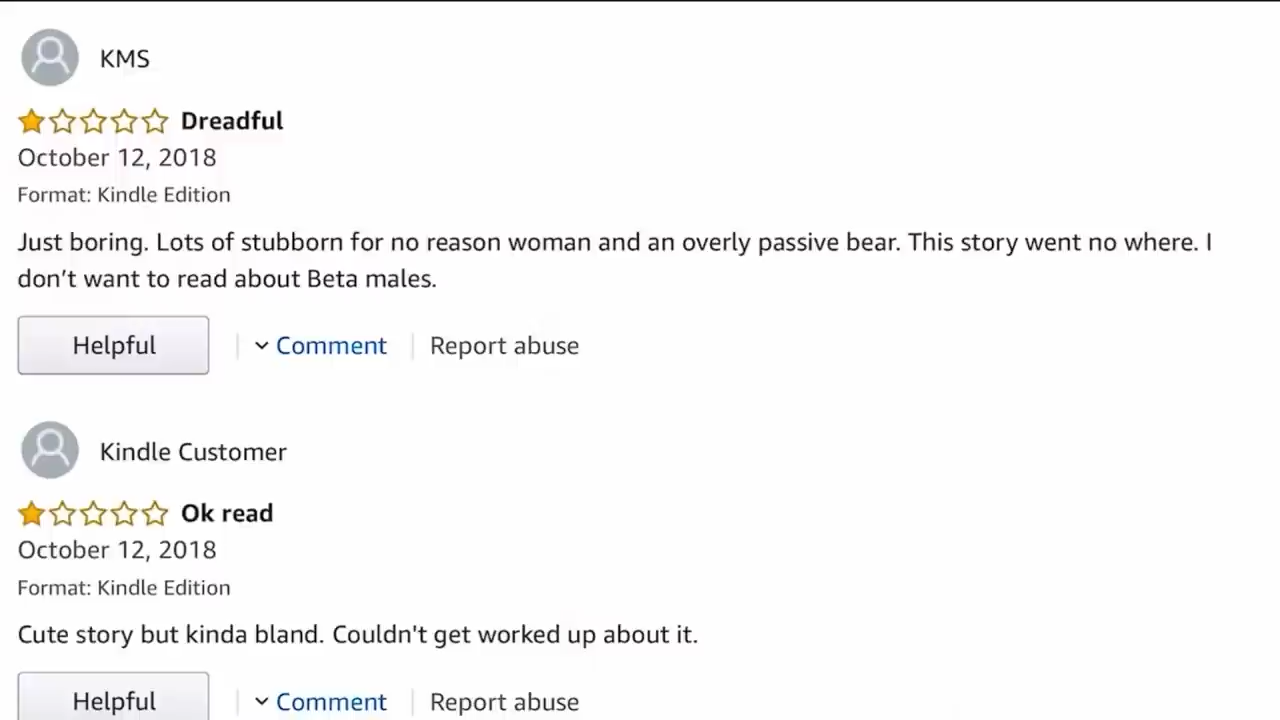 KMS
Dreadful
October 12, 2018
Format: Kindle Edition
Just boring. Lots of stubborn for no reason woman and an overly passive bear. This story went no where. I
don’t want to read about Beta males.
Helpful
Comment
Report abuse
Kindle Customer
Ok read
October 12, 2018
Format: Kindle Edition
Cute story but kinda bland. Couldn't get worked up about it.
Helpful
Comment
Report abuse